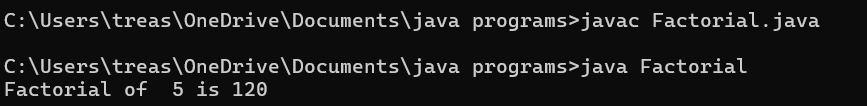 C:\Users\treas\OneDrive\Documents\java programs>javac Factorial.java
C:\Users\treas\OneDrive\Documents\java programs>java Factorial
Factorial of  5 is 120